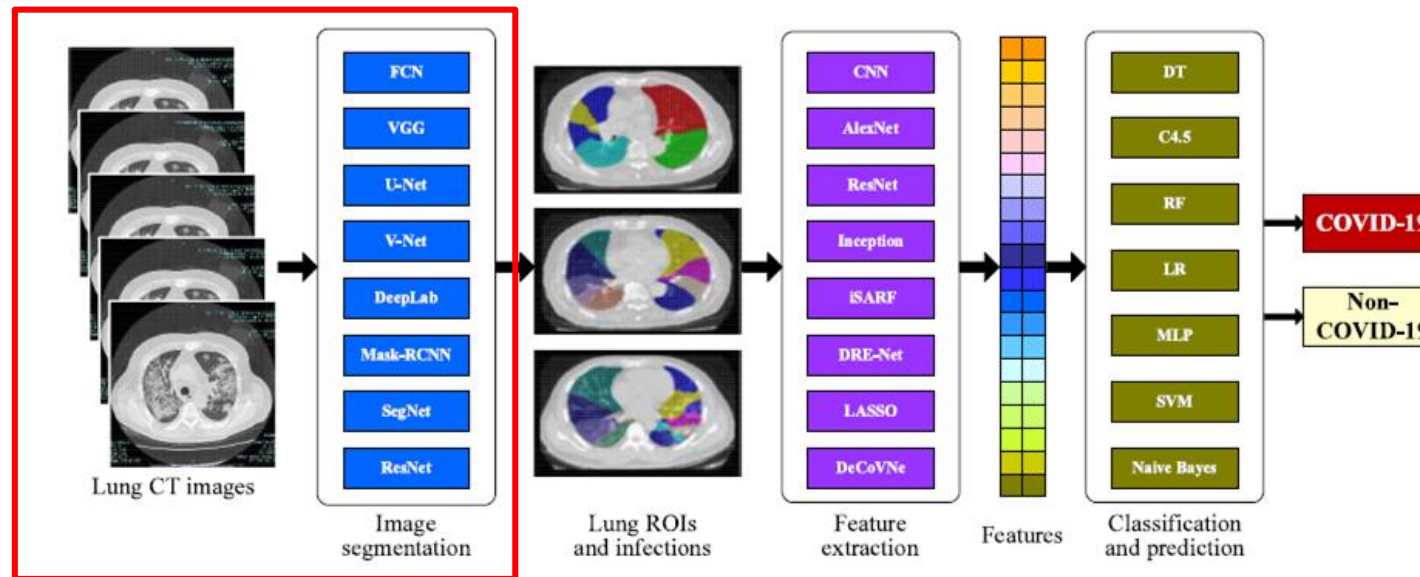 FCN
VGG
U-Net
V-Net
DeepLab
Mask-RCNN
SegNet
ResNet
Lung CT images
Image
segmentation
Lung ROIs
and infections
CNN
AlexNet
ResNet
Inception
iSARF
DRE-Net
LASSO
DeCoVNe
Feature
extraction
Features
DT
C4.5
RF
LR
MLP
SVM
Naive Bayes
Classification
and prediction
COVID-19
Non-
COVID-19